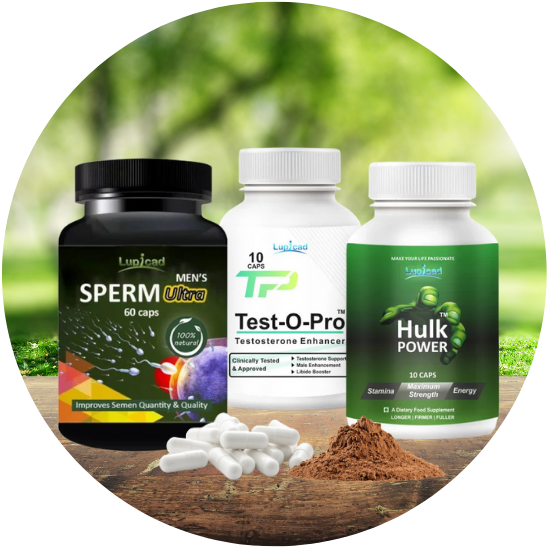 Lupicad
MEN'S
SPERM Ultra
60 caps
100%
natural
Improves Semen Quantity & Quality
Lupicad
10
CAPS
TP
Test-O-Pro™
Testosterone Enhancer
Clinically Tested
& Approved
Testosterone Support
Male Enhancement
Libido Booster
MAKE YOUR LIFE PASSIONATE
Lupicad
Hulk™
POWER
10 CAPS
Stamina
Maximum
Strength
Energy
A Dietary Food Supplement
LONGER | FIRMER | FULLER